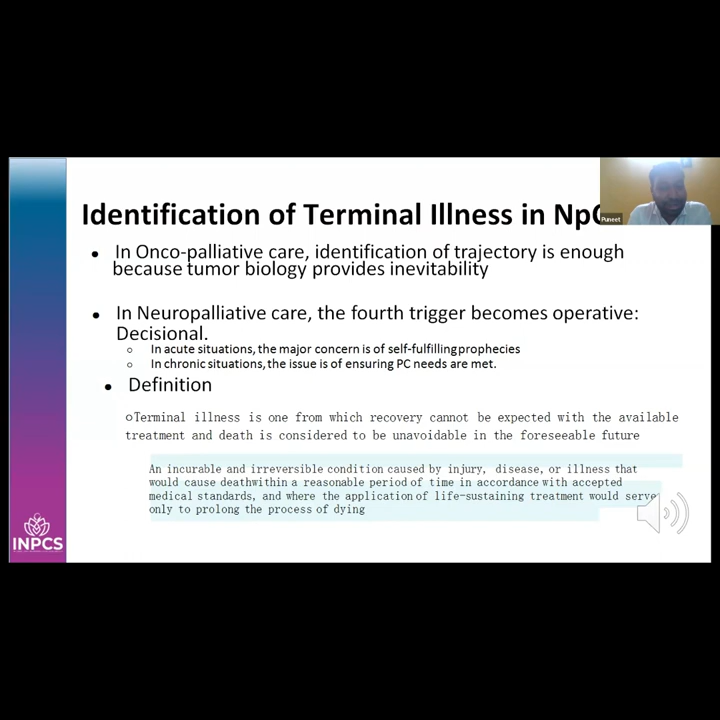 Identification of Terminal Illness in Np
Puneet
• In Onco-palliative care, identification of trajectory is enough
because tumor biology provides inevitability
• In Neuropalliative care, the fourth trigger becomes operative:
Decisional.
○ In acute situations, the major concern is of self-fulfilling prophecies
○ In chronic situations, the issue is of ensuring PC needs are met.
• Definition
○Terminal illness is one from which recovery cannot be expected with the available
treatment and death is considered to be unavoidable in the foreseeable future
An incurable and irreversible condition caused by injury, disease, or illness that
would cause deathwithin a reasonable period of time in accordance with accepted
medical standards, and where the application of life-sustaining treatment would serve
only to prolong the process of dying
INPCS